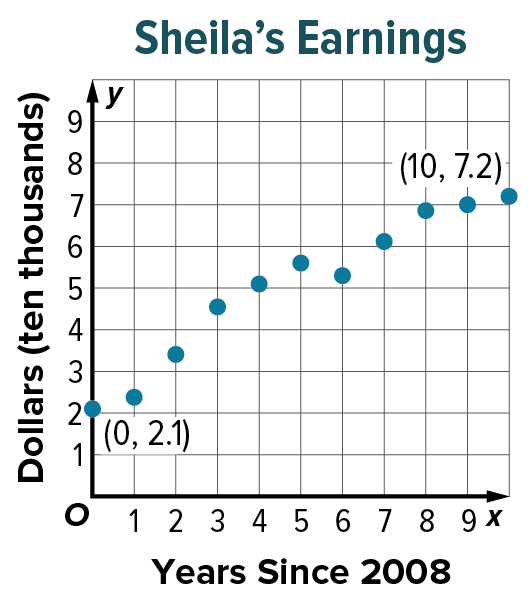 Sheila's Earnings
y
Dollars (ten thousands)
9
8
7
6
5
4
3
2
1
(10, 7.2)
(0, 2.1)
O
1 2 3 4 5 6 7 8 9 x
Years Since 2008